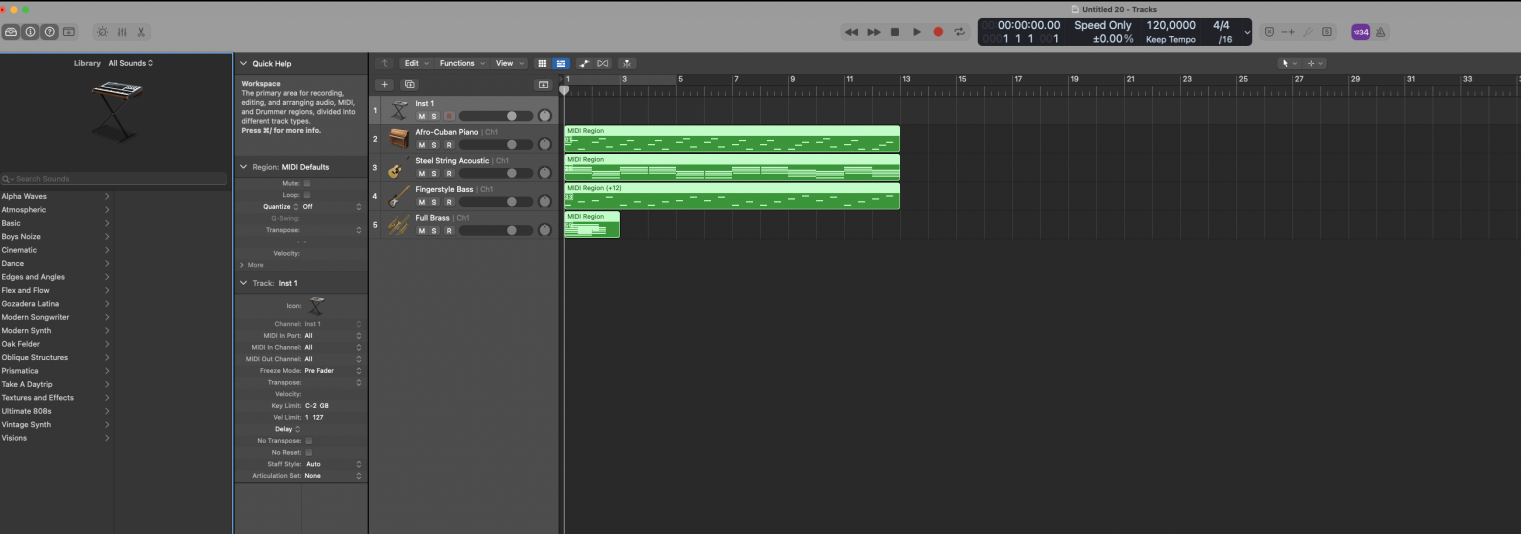 Untitled 20 - Tracks
00:00:00.00
Speed Only
120,0000
4/4
1 1 1
±0.00%
Keep Tempo
/16
1234
Library
All Sounds
Quick Help
Edit
Functions
View
Workspace
The primary area for recording,
editing, and arranging audio, MIDI,
and Drummer regions, divided into
different track types.
Press ⌘/ for more info.
1 3 5 7 9 11 13 15 17 19 21 23 25 27 29 31 33
1
Inst 1
M S R
2
Afro-Cuban Piano | Ch1
M S R
MIDI Region
3
Steel String Acoustic | Ch1
M S R
MIDI Region
4
Fingerstyle Bass | Ch1
M S R
MIDI Region (+12)
5
Full Brass | Ch1
M S R
MIDI Region
Region: MIDI Defaults
Mute:
Loop:
Quantize Off
Q-Swing:
Transpose:
Velocity:
More
Track: Inst 1
Icon:
Channel: Inst 1
MIDI In Port: All
MIDI In Channel: All
MIDI Out Channel: All
Freeze Mode: Pre Fader
Transpose:
Velocity:
Key Limit: C-2 G8
Vel Limit: 1 127
Delay
No Transpose:
No Reset:
Staff Style: Auto
Articulation Set: None
Search Sounds
Alpha Waves
Atmospheric
Basic
Boys Noize
Cinematic
Dance
Edges and Angles
Flex and Flow
Gozadera Latina
Modern Songwriter
Modern Synth
Oak Felder
Oblique Structures
Prismatica
Take A Daytrip
Textures and Effects
Ultimate 808s
Vintage Synth
Visions